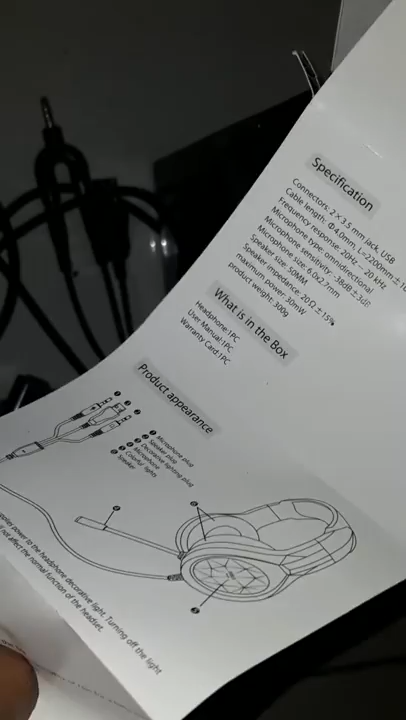 Specification
Connectors: 2×3.5 mm jack, USB
Cable length: Φ4.0mm, L=2200mm±
Frequency response: 20Hz — 20 kHz
Microphone type: omnidirectional
Microphone sensitivity: -38dB±3dB
Microphone size: 6.0x2.7mm
Speaker size: 50MM
Speaker impedance: 20Ω±15%
maximum power: 30mW
product weight: 300g
What is in the Box
Headphone:1PC
User Manual:1PC
Warranty Card:1PC
Product appearance
Microphone plug
Speaker plug
Decorative lighting plug
Microphone
Colorful lights
Speaker
power to the headphone decorative light. Turning off the light
not affect the normal function of the headset.